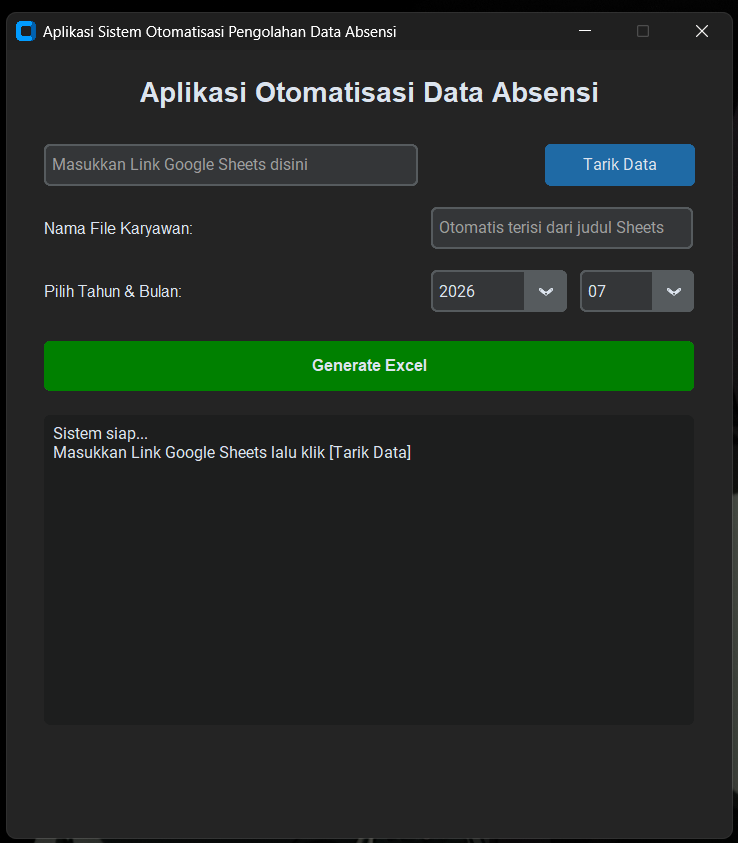 Aplikasi Sistem Otomatisasi Pengolahan Data Absensi
Aplikasi Otomatisasi Data Absensi
Masukkan Link Google Sheets disini
Tarik Data
Nama File Karyawan:
Otomatis terisi dari judul Sheets
Pilih Tahun & Bulan:
2026
07
Generate Excel
Sistem siap...
Masukkan Link Google Sheets lalu klik [Tarik Data]